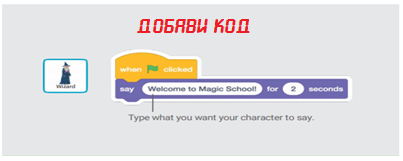 ДОБАВИ КОД
when clicked
Wizard
say Welcome to Magic School! for 2 seconds
Type what you want your character to say.